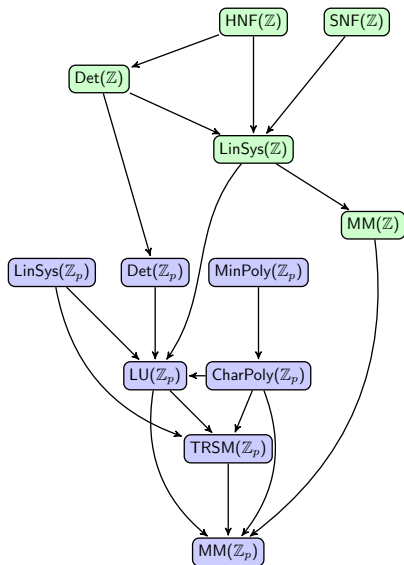 HNF(ℤ) SNF(ℤ)
Det(ℤ)
LinSys(ℤ)
MM(ℤ)
LinSys(ℤₚ) Det(ℤₚ) MinPoly(ℤₚ)
LU(ℤₚ) CharPoly(ℤₚ)
TRSM(ℤₚ)
MM(ℤₚ)